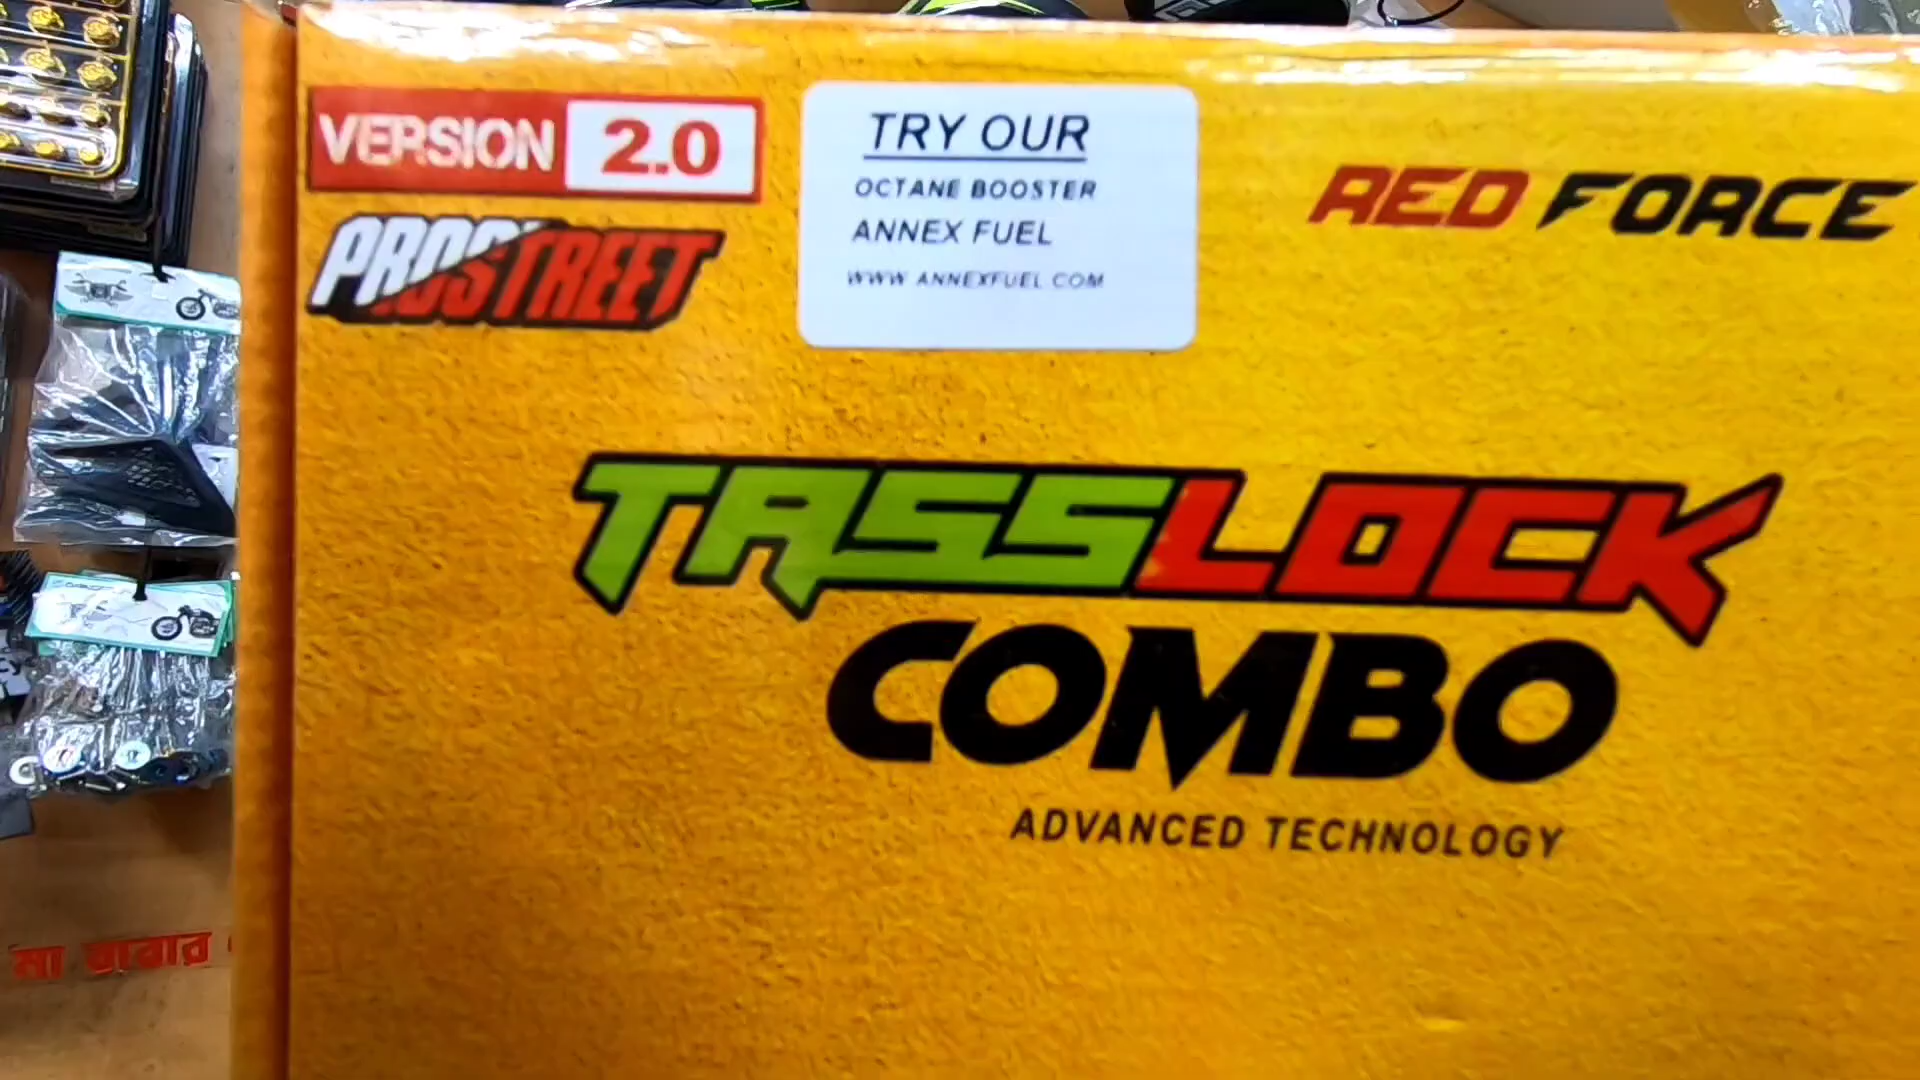 VERSION 2.0
PROSTREET
TRY OUR
OCTANE BOOSTER
ANNEX FUEL
WWW ANNEXFUEL.COM
RED FORCE
TASSLOCK
COMBO
ADVANCED TECHNOLOGY
মা বাবার